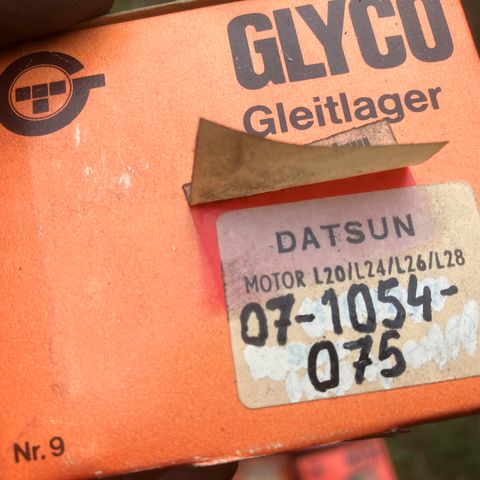 GLYCO
Gleitlager
DATSUN
MOTOR L20/L24/L26/L28
07-1054-
075
Nr. 9